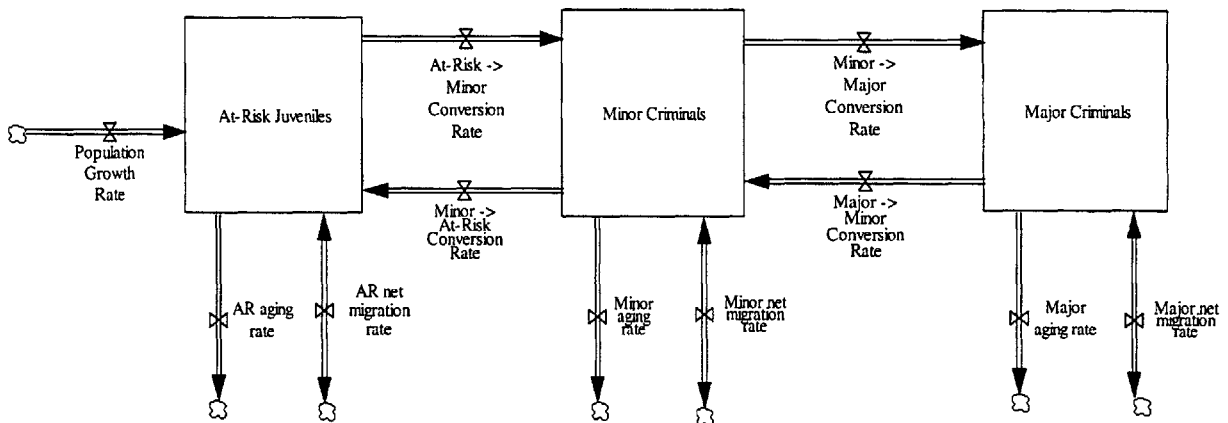 At-Risk ->
Minor
Conversion
Rate
Minor ->
Major
Conversion
Rate
At-Risk Juveniles
Minor Criminals
Major Criminals
Population
Growth
Rate
Minor ->
At-Risk
Conversion
Rate
Major ->
Minor
Conversion
Rate
AR aging
rate
AR net
migration
rate
Minor
aging
rate
Minor net
migration
rate
Major
aging rate
Major net
migration
rate